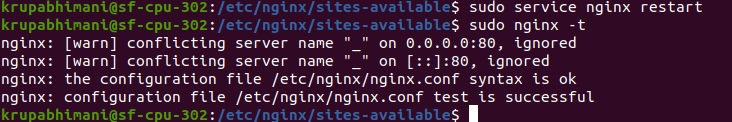 krupabhimani@sf-cpu-302:/etc/nginx/sites-available$ sudo service nginx restart
krupabhimani@sf-cpu-302:/etc/nginx/sites-available$ sudo nginx -t
nginx: [warn] conflicting server name "_" on 0.0.0.0:80, ignored
nginx: [warn] conflicting server name "_" on [::]:80, ignored
nginx: the configuration file /etc/nginx/nginx.conf syntax is ok
nginx: configuration file /etc/nginx/nginx.conf test is successful
krupabhimani@sf-cpu-302:/etc/nginx/sites-available$